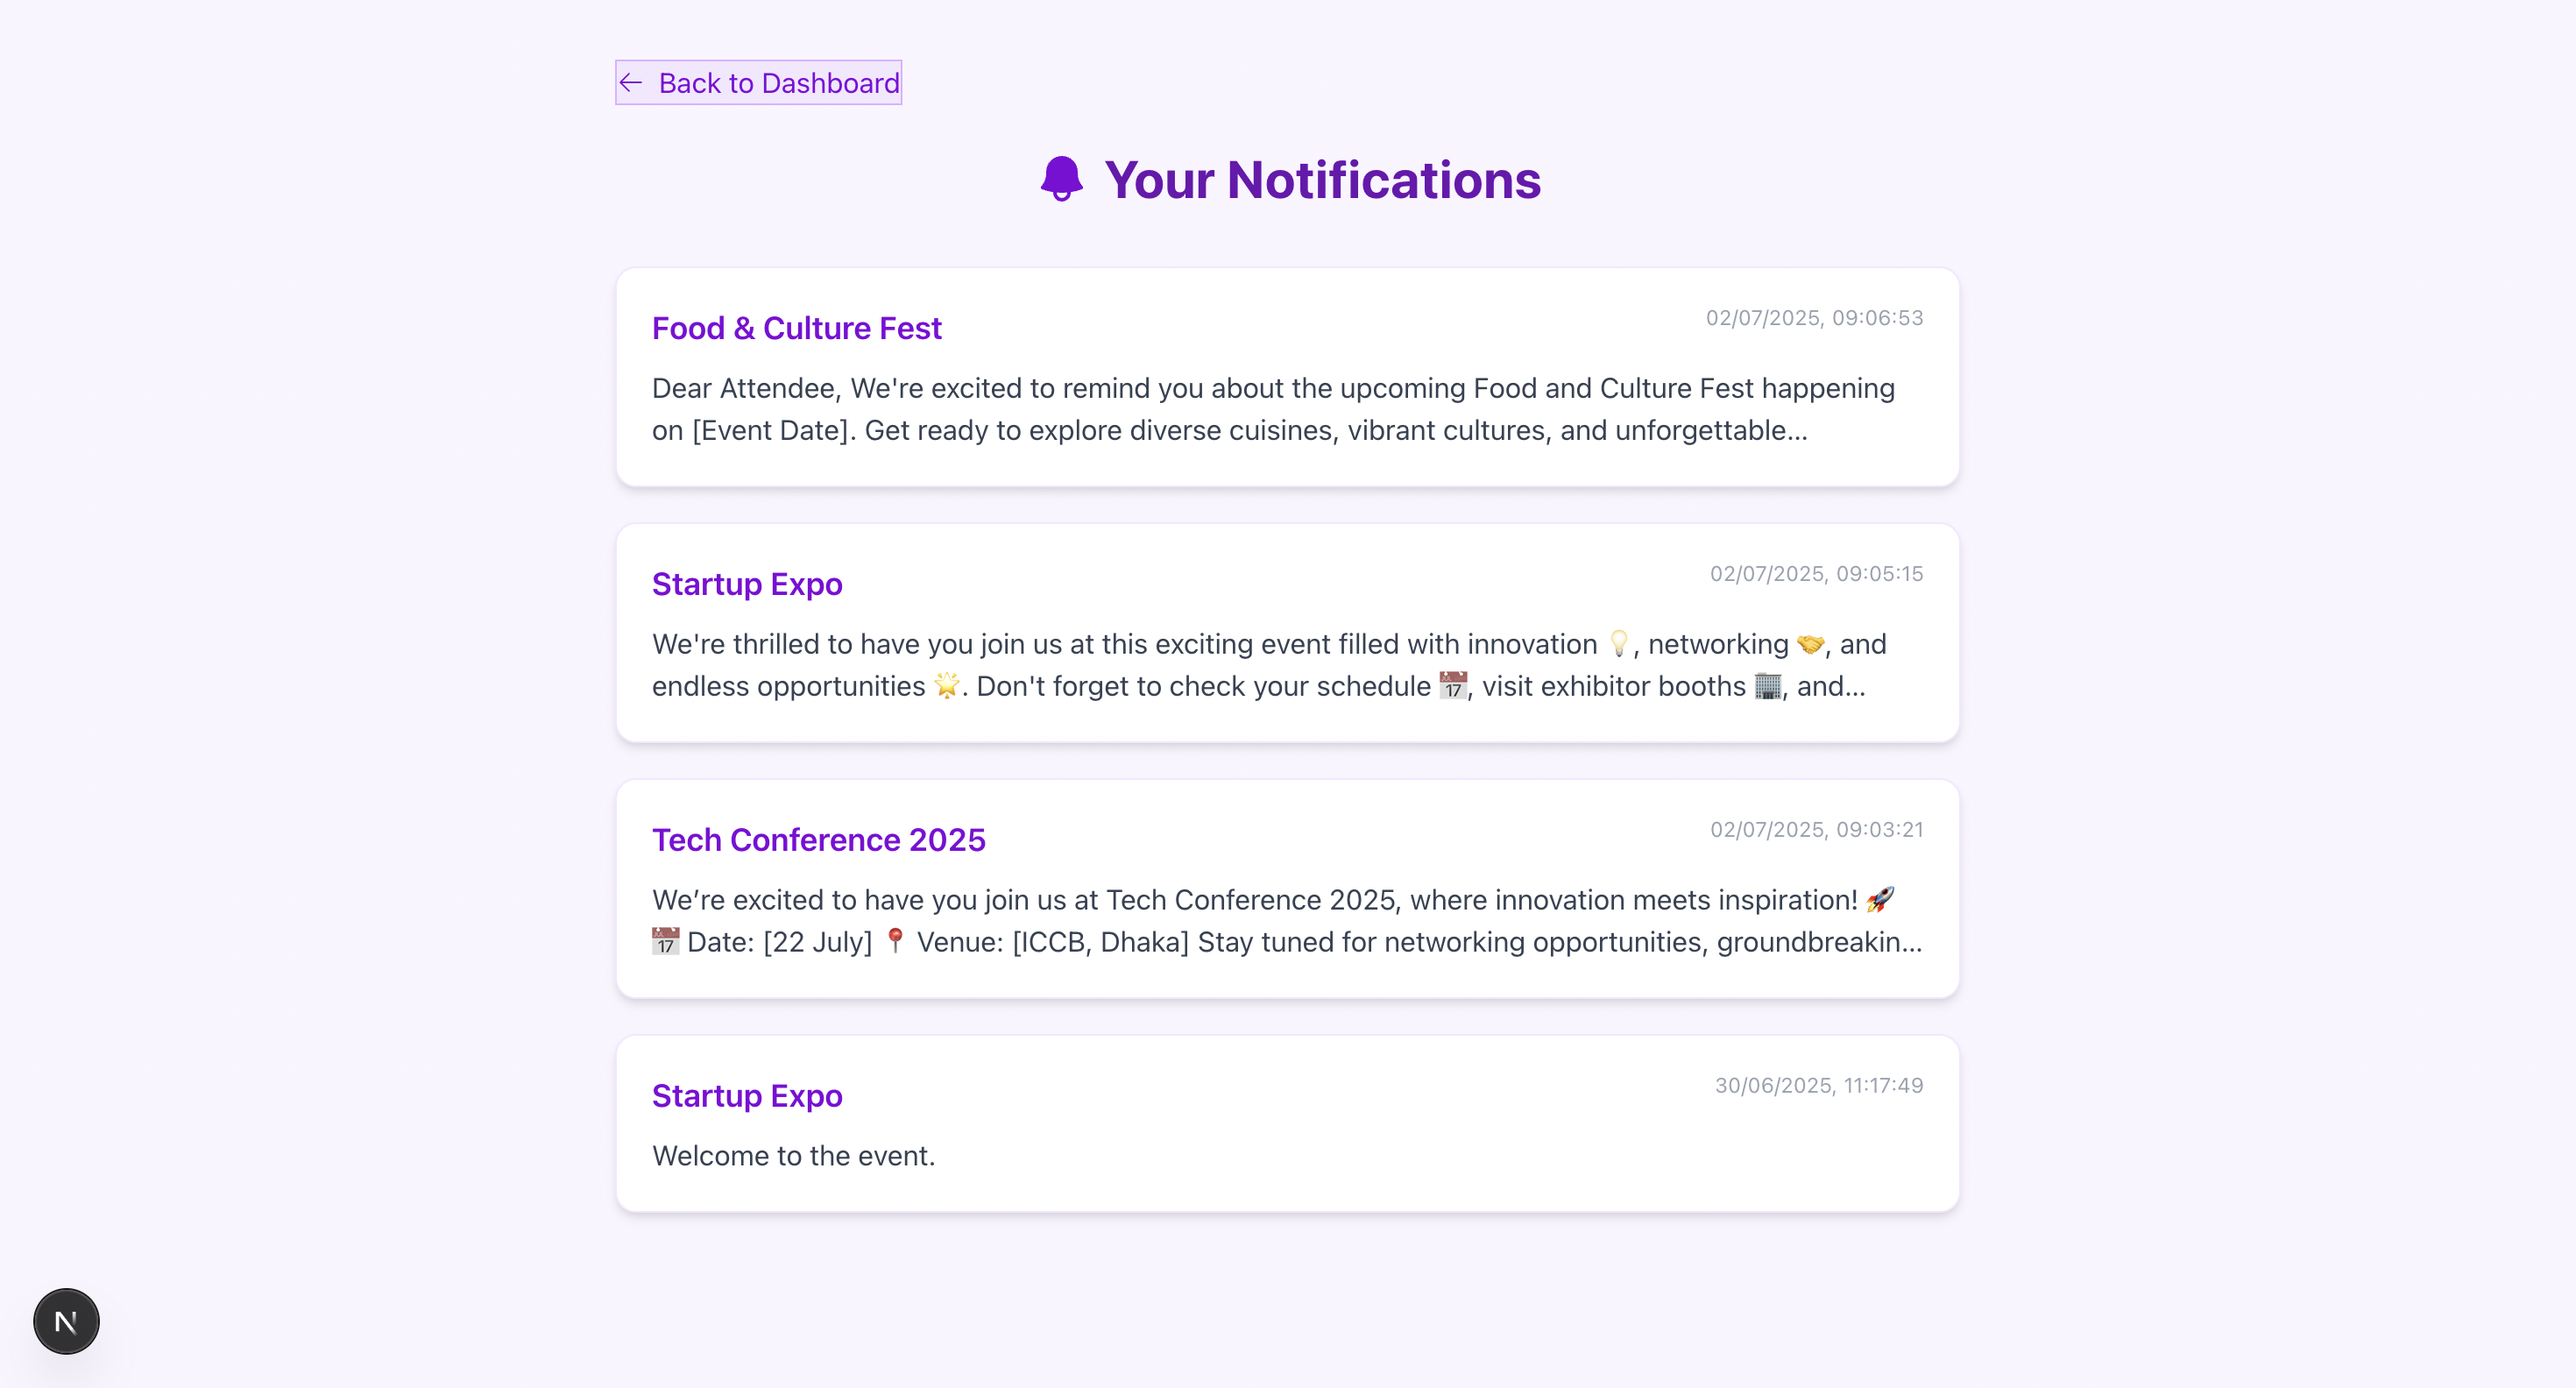 ← Back to Dashboard
Your Notifications
Food & Culture Fest
02/07/2025, 09:06:53
Dear Attendee, We're excited to remind you about the upcoming Food and Culture Fest happening
on [Event Date]. Get ready to explore diverse cuisines, vibrant cultures, and unforgettable...
Startup Expo
02/07/2025, 09:05:15
We're thrilled to have you join us at this exciting event filled with innovation 💡, networking 🤝, and
endless opportunities 🌟. Don't forget to check your schedule 📅, visit exhibitor booths 🏢, and...
Tech Conference 2025
02/07/2025, 09:03:21
We’re excited to have you join us at Tech Conference 2025, where innovation meets inspiration! 🚀
📅 Date: [22 July] 📍 Venue: [ICCB, Dhaka] Stay tuned for networking opportunities, groundbreakin...
Startup Expo
30/06/2025, 11:17:49
Welcome to the event.
N